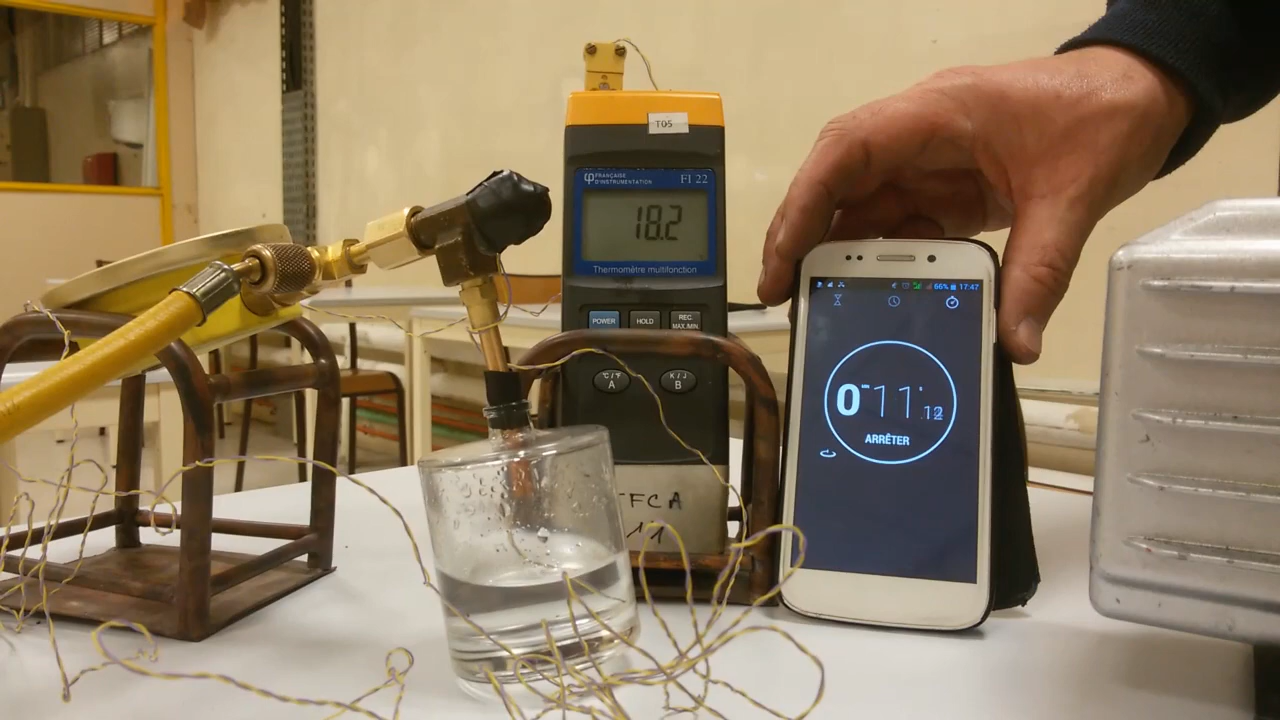 T05
φ FRANÇAISE
D'INSTRUMENTATION
FI 22
18.2
Thermomètre multifonction
POWER
HOLD
REC.
MAX./MIN.
°C / °F
A
K / J
B
FCA
11
66% 17:47
0 11 .12
ARRÊTER